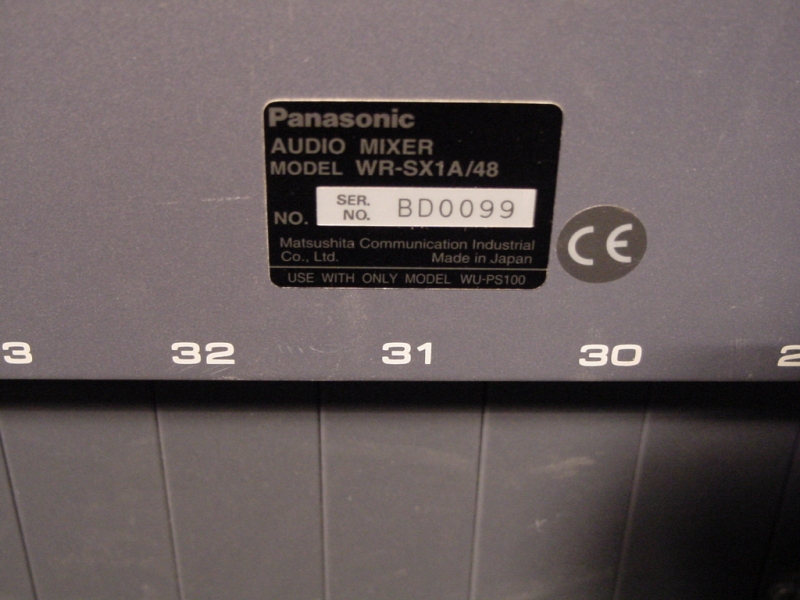 Panasonic
AUDIO MIXER
MODEL WR-SX1A/48
NO. SER. NO. BD0099
Matsushita Communication Industrial
Co., Ltd. Made in Japan
USE WITH ONLY MODEL WU-PS100
CE
3 32 31 30 2